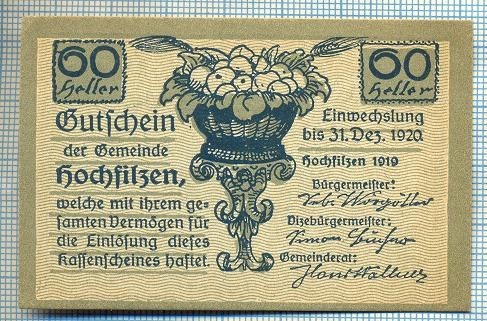 60 Heller
60 Heller
Gutschein
der Gemeinde
Hochfilzen,
welche mit ihrem ge-
samten Vermögen für
die Einlösung dieses
Kassenscheines haftet.
Einwechslung
bis 31. Dez. 1920.
Hochfilzen 1919
Bürgermeister:
Vizebürgermeister:
Simon
Gemeinderat: